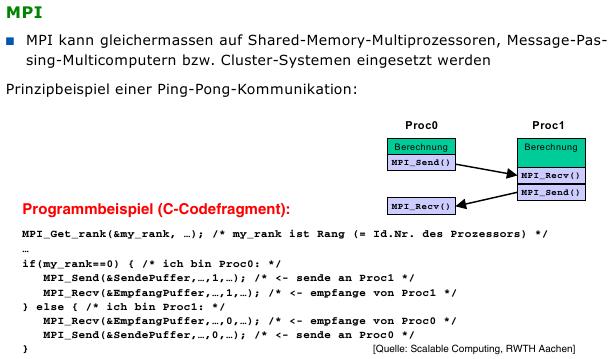 MPI
■ MPI kann gleichermassen auf Shared-Memory-Multiprozessoren, Message-Pas-
sing-Multicomputern bzw. Cluster-Systemen eingesetzt werden
Prinzipbeispiel einer Ping-Pong-Kommunikation:
Proc0 Proc1
Berechnung Berechnung
MPI_Send()
MPI_Recv()
MPI_Send()
MPI_Recv()
Programmbeispiel (C-Codefragment):
MPI_Get_rank(&my_rank, …); /* my_rank ist Rang (= Id.Nr. des Prozessors) */
…
if(my_rank==0) { /* ich bin Proc0: */
MPI_Send(&SendePuffer,…,1,…); /* <- sende an Proc1 */
MPI_Recv(&EmpfangPuffer,…,1,…); /* <- empfange von Proc1 */
} else { /* ich bin Proc1: */
MPI_Recv(&EmpfangPuffer,…,0,…); /* <- empfange von Proc0 */
MPI_Send(&SendePuffer,…,0,…); /* <- sende an Proc0 */
}
[Quelle: Scalable Computing, RWTH Aachen]